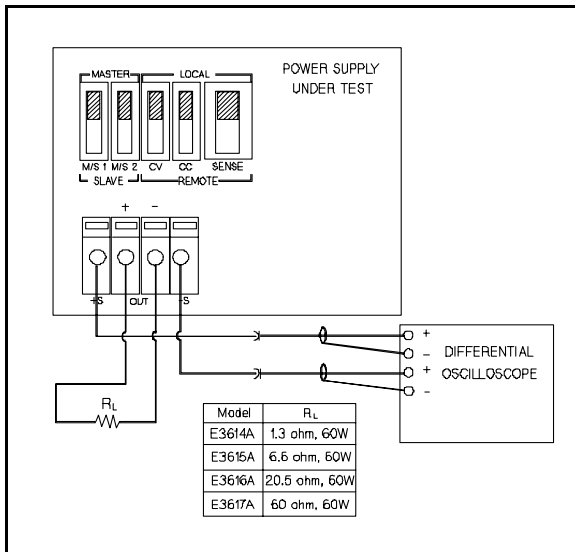 POWER SUPPLY
UNDER TEST
MASTER LOCAL
M/S 1 M/S 2 CV CC SENSE
SLAVE REMOTE
+ -
+S OUT -S
+
-
+
-
DIFFERENTIAL
OSCILLOSCOPE
RL
Model RL
E3614A 1.3 ohm, 60W
E3615A 6.6 ohm, 60W
E3616A 20.5 ohm, 60W
E3617A 60 ohm, 60W